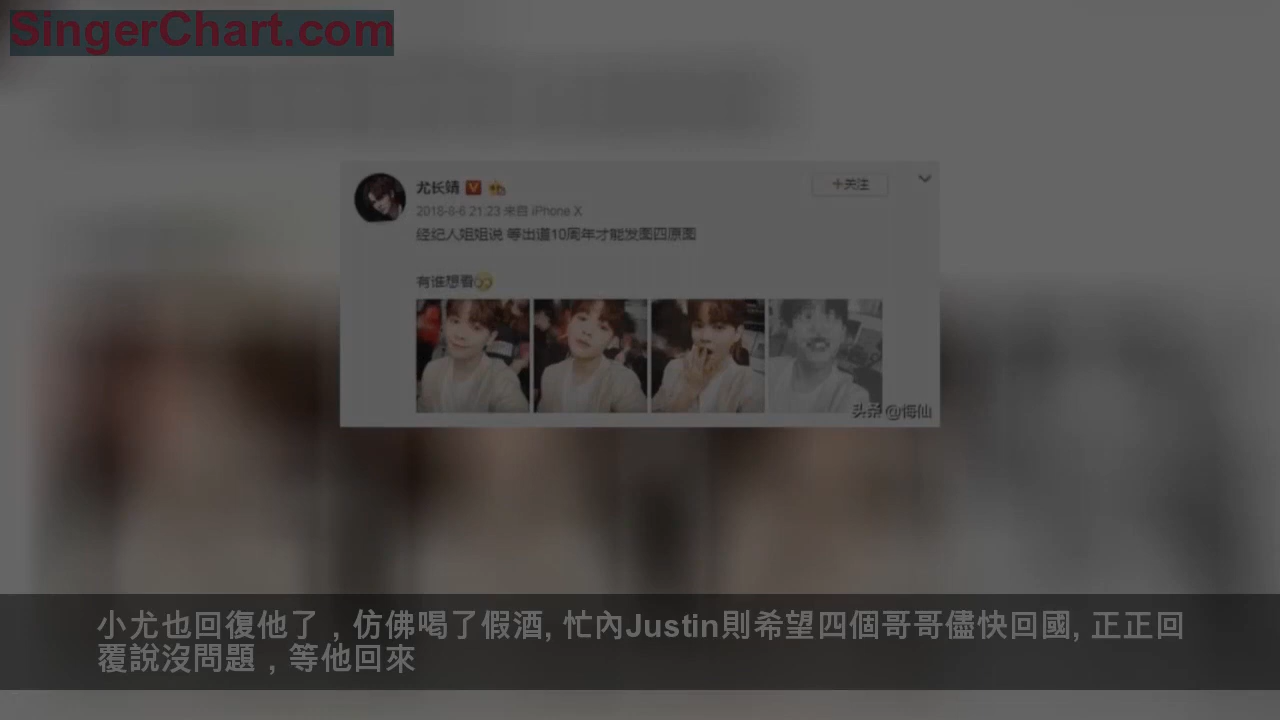 SingerChart.com
尤长靖
+关注
2018-8-6 21:23 来自 iPhone X
经纪人姐姐说 等出道10周年才能发图四原图
有谁想看
头条 @悔仙
小尤也回復他了，仿佛喝了假酒, 忙內Justin則希望四個哥哥儘快回國, 正正回
覆說沒問題，等他回來